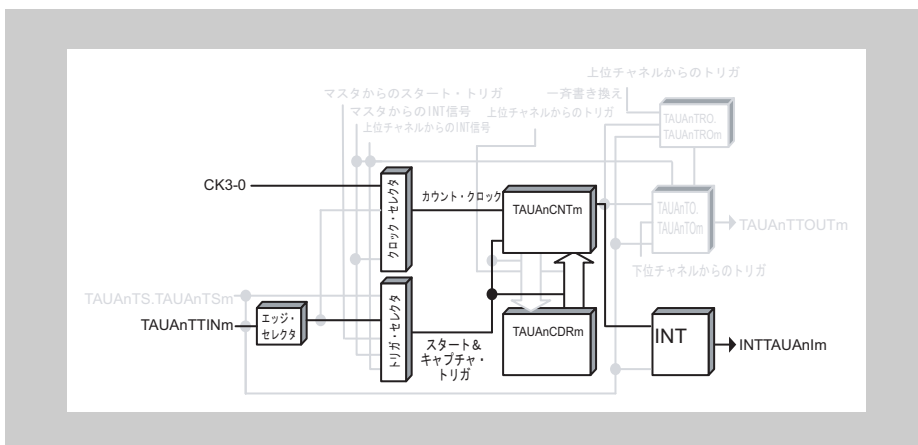 上位チャネルからのトリガ
マスタからのスタート・トリガ
一斉書き換え
マスタからのINT信号
上位チャネルからのトリガ
上位チャネルからのINT信号
TAUAnTRO.
TAUAnTROm
CK3-0
クロック・セレクタ
カウント・クロック
TAUAnCNTm
TAUAnTO.
TAUAnTOm
TAUAnTTOUTm
下位チャネルからのトリガ
TAUAnTS.TAUAnTSm
TAUAnTTINm
エッジ・
セレクタ
トリガ・セレクタ
スタート&
キャプチャ・
トリガ
TAUAnCDRm
INT
INTTAUAnIm